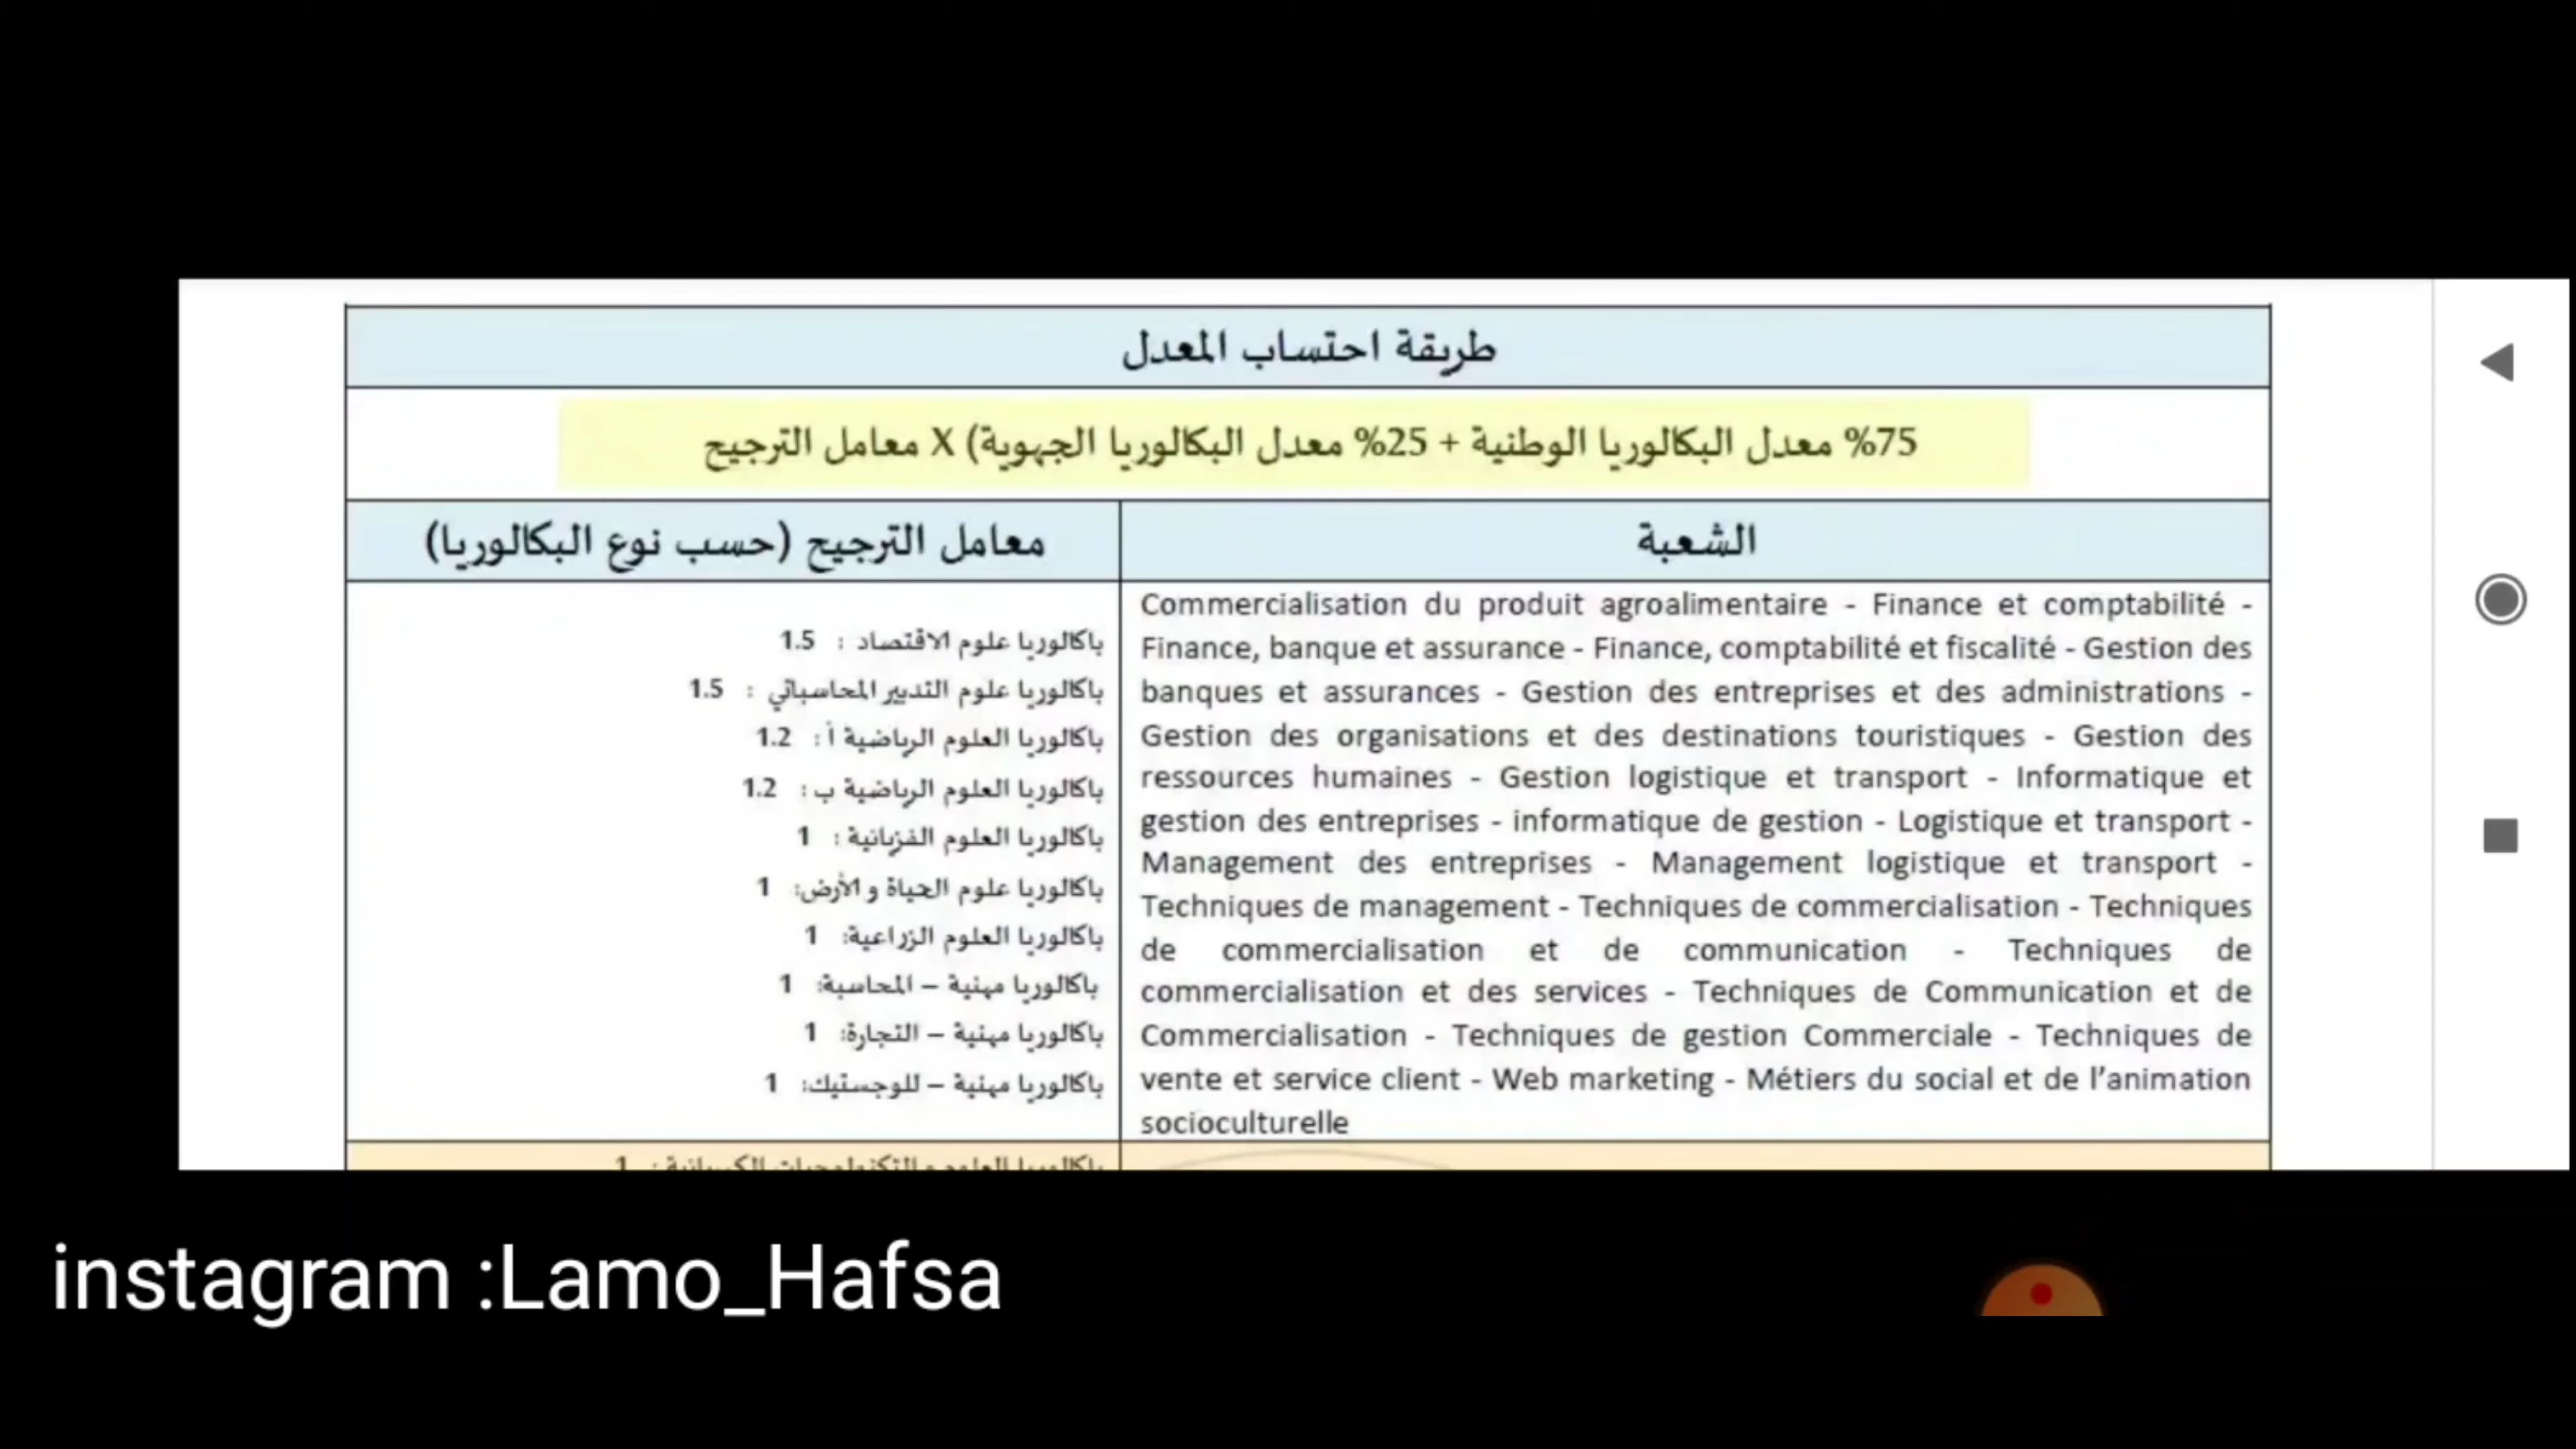 طريقة احتساب المعدل
75% معدل البكالوريا الوطنية + 25% معدل البكالوريا الجهوية) X معامل الترجيح
الشعبة
معامل الترجيح (حسب نوع البكالوريا)
Commercialisation du produit agroalimentaire - Finance et comptabilité -
Finance, banque et assurance - Finance, comptabilité et fiscalité - Gestion des
banques et assurances - Gestion des entreprises et des administrations -
Gestion des organisations et des destinations touristiques - Gestion des
ressources humaines - Gestion logistique et transport - Informatique et
gestion des entreprises - informatique de gestion - Logistique et transport -
Management des entreprises - Management logistique et transport -
Techniques de management - Techniques de commercialisation - Techniques
de commercialisation et de communication - Techniques de
commercialisation et des services - Techniques de Communication et de
Commercialisation - Techniques de gestion Commerciale - Techniques de
vente et service client - Web marketing - Métiers du social et de l'animation
socioculturelle
باكالوريا علوم الاقتصاد : 1.5
باكالوريا علوم التدبير المحاسباتي : 1.5
باكالوريا العلوم الرياضية أ : 1.2
باكالوريا العلوم الرياضية ب : 1.2
باكالوريا العلوم الفزيائية : 1
باكالوريا علوم الحياة و الأرض: 1
باكالوريا العلوم الزراعية: 1
باكالوريا مهنية – المحاسبة: 1
باكالوريا مهنية – التجارة: 1
باكالوريا مهنية – للوجستيك: 1
باكالوريا العلوم و التكنولوجيات الكهربائية : 1
instagram :Lamo_Hafsa